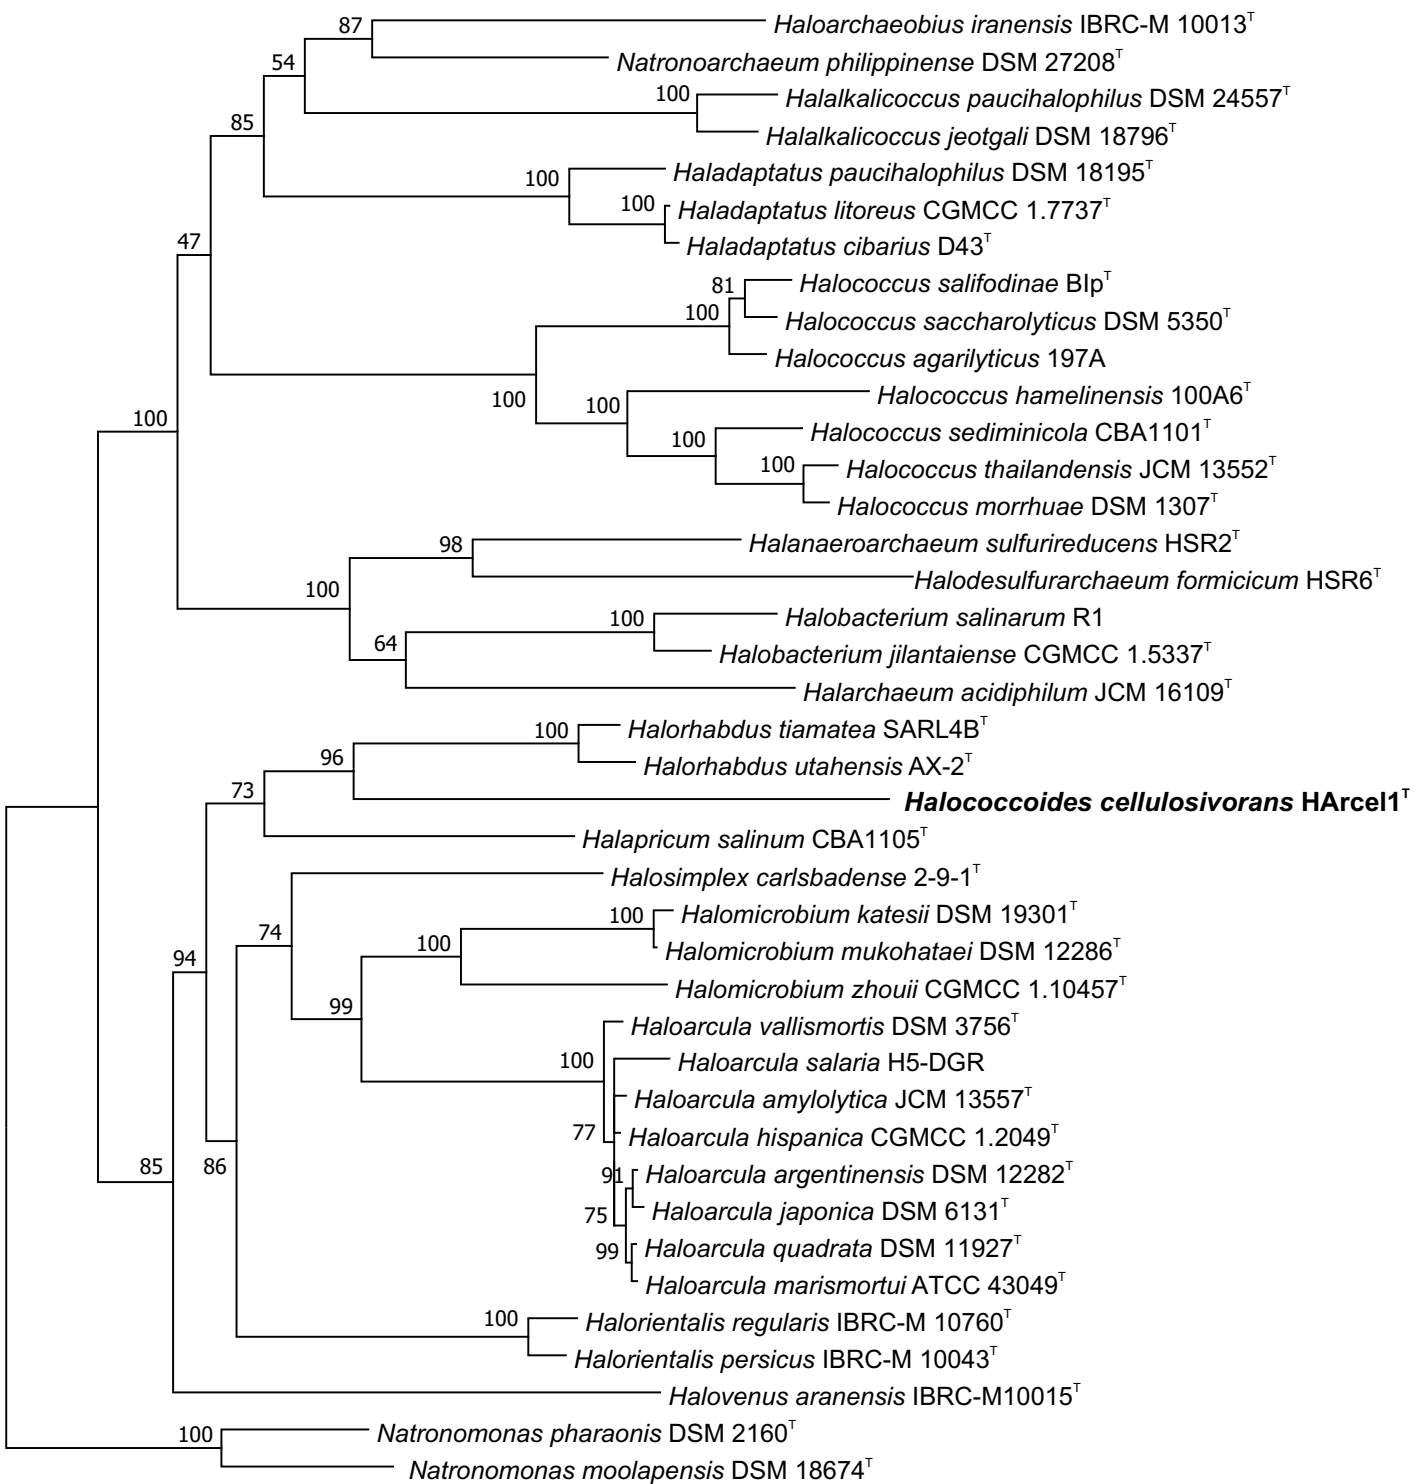 87
Haloarchaeobius iranensis IBRC-M 10013T
54
Natronoarchaeum philippinense DSM 27208T
100
Halalkalicoccus paucihalophilus DSM 24557T
85
Halalkalicoccus jeotgali DSM 18796T
100
Haladaptatus paucihalophilus DSM 18195T
100
Haladaptatus litoreus CGMCC 1.7737T
47
Haladaptatus cibarius D43T
81
Halococcus salifodinae BIpT
100
Halococcus saccharolyticus DSM 5350T
Halococcus agarilyticus 197A
100
100
Halococcus hamelinensis 100A6T
100
100
Halococcus sediminicola CBA1101T
100
Halococcus thailandensis JCM 13552T
Halococcus morrhuae DSM 1307T
98
Halanaeroarchaeum sulfurireducens HSR2T
100
Halodesulfurarchaeum formicicum HSR6T
100
Halobacterium salinarum R1
64
Halobacterium jilantaiense CGMCC 1.5337T
Halarchaeum acidiphilum JCM 16109T
100
Halorhabdus tiamatea SARL4BT
96
Halorhabdus utahensis AX-2T
73
Halococcoides cellulosivorans HArcel1T
Halapricum salinum CBA1105T
Halosimplex carlsbadense 2-9-1T
100
Halomicrobium katesii DSM 19301T
74
100
Halomicrobium mukohataei DSM 12286T
94
Halomicrobium zhouii CGMCC 1.10457T
99
Haloarcula vallismortis DSM 3756T
100
Haloarcula salaria H5-DGR
Haloarcula amylolytica JCM 13557T
77
Haloarcula hispanica CGMCC 1.2049T
85
86
91
Haloarcula argentinensis DSM 12282T
75
Haloarcula japonica DSM 6131T
99
Haloarcula quadrata DSM 11927T
Haloarcula marismortui ATCC 43049T
100
Halorientalis regularis IBRC-M 10760T
Halorientalis persicus IBRC-M 10043T
Halovenus aranensis IBRC-M10015T
100
Natronomonas pharaonis DSM 2160T
Natronomonas moolapensis DSM 18674T